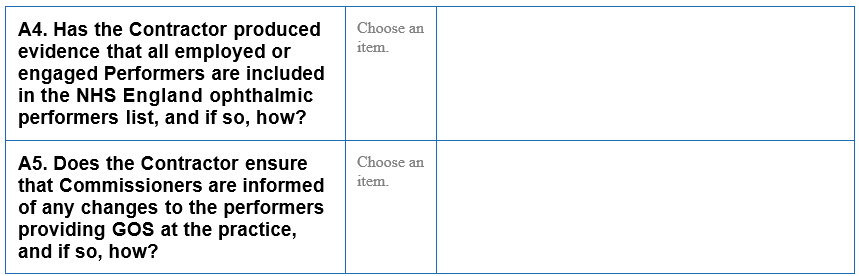 A4. Has the Contractor produced
evidence that all employed or
engaged Performers are included
in the NHS England ophthalmic
performers list, and if so, how?
Choose an
item.
A5. Does the Contractor ensure
that Commissioners are informed
of any changes to the performers
providing GOS at the practice,
and if so, how?
Choose an
item.